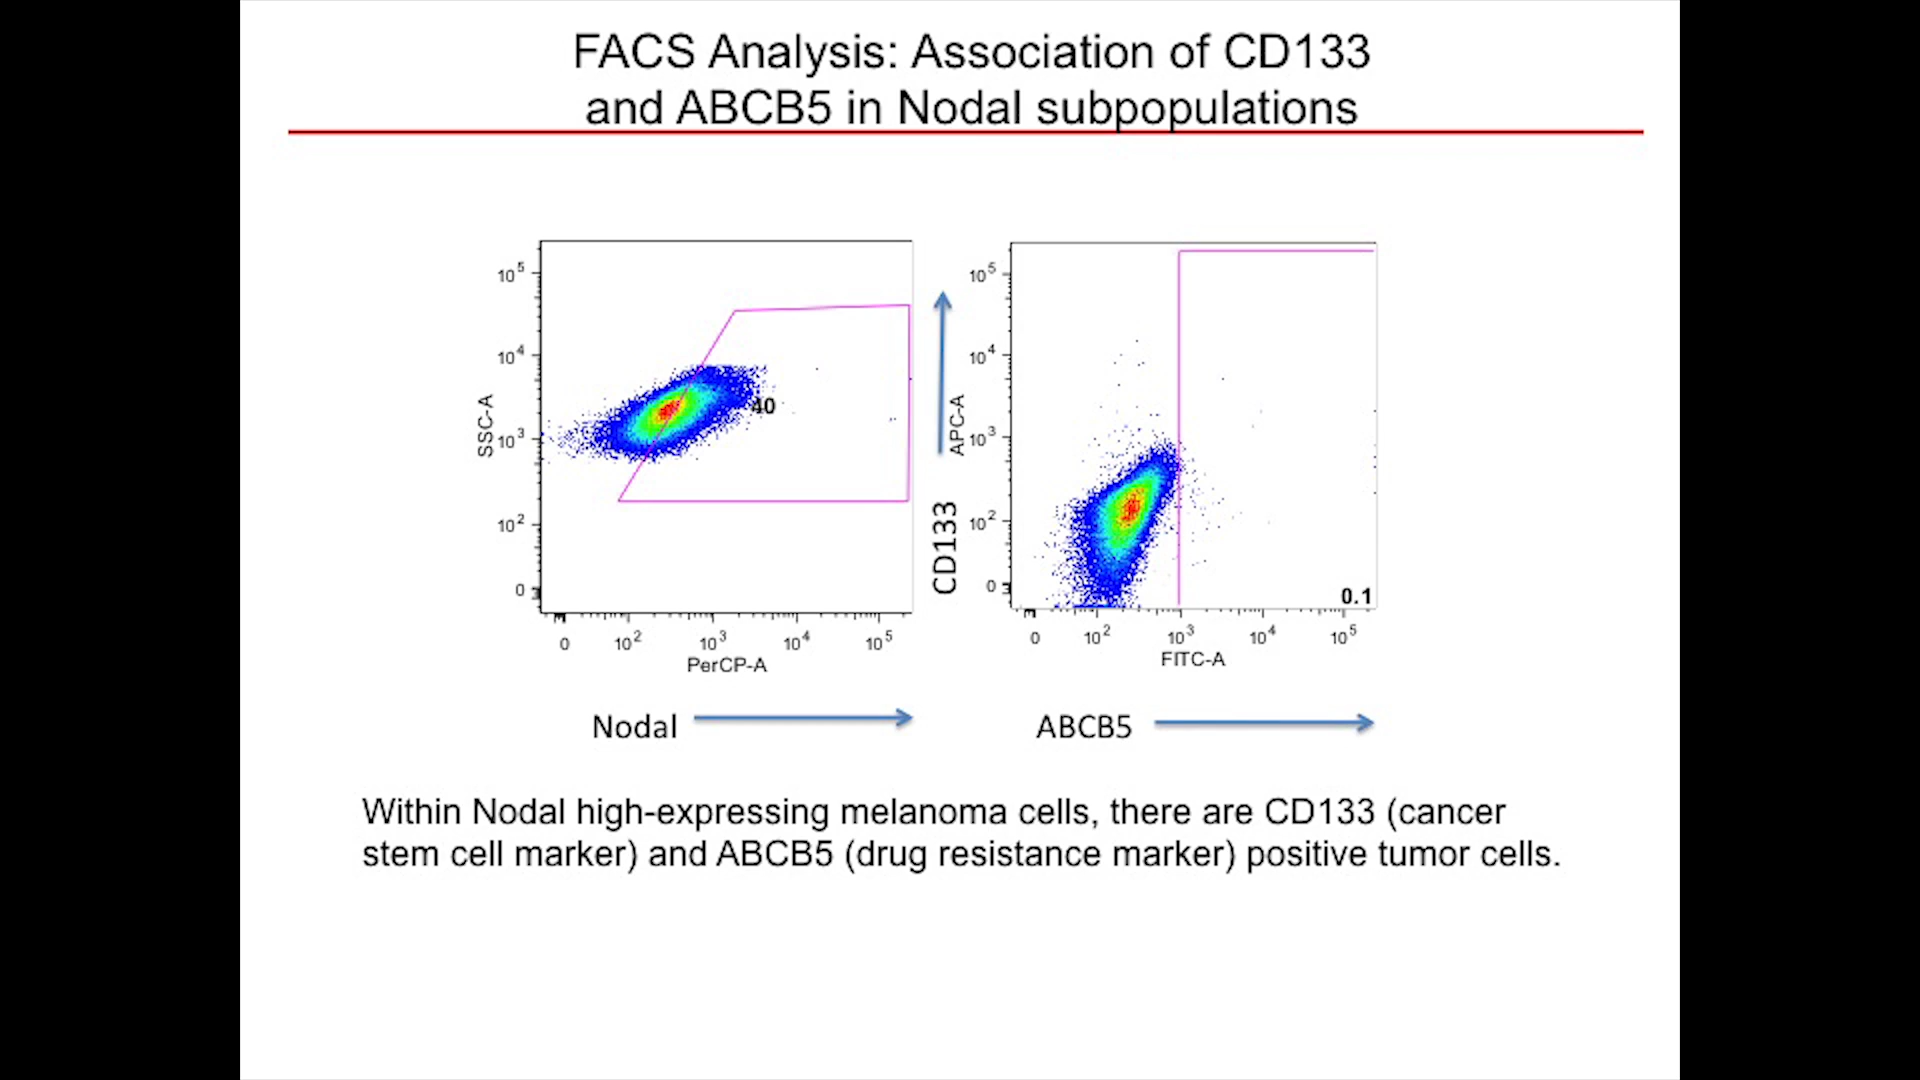 FACS Analysis: Association of CD133
and ABCB5 in Nodal subpopulations
10^5
10^4
10^3
10^2
0
SSC-A
40
0 10^2 10^3 10^4 10^5
PerCP-A
Nodal
CD133
APC-A
10^5
10^4
10^3
10^2
0
0.1
0 10^2 10^3 10^4 10^5
FITC-A
ABCB5
Within Nodal high-expressing melanoma cells, there are CD133 (cancer
stem cell marker) and ABCB5 (drug resistance marker) positive tumor cells.